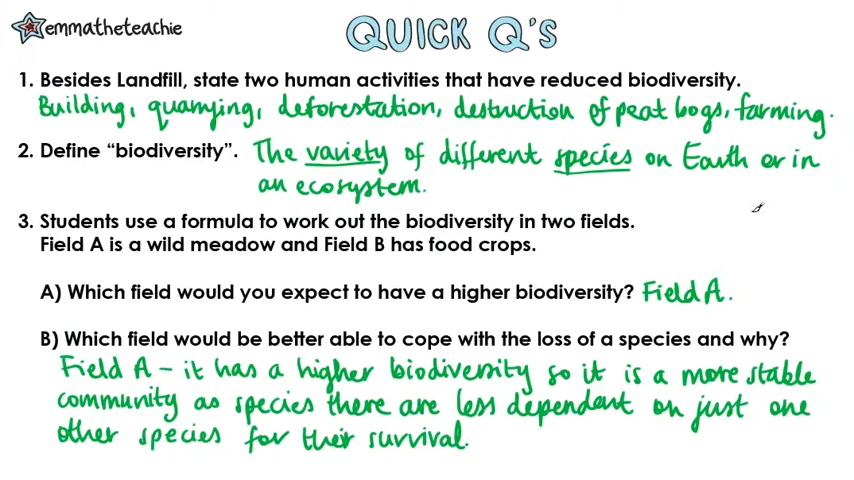 emmatheteachie
QUICK Q'S
1. Besides Landfill, state two human activities that have reduced biodiversity.
Building, quarrying, deforestation, destruction of peat bogs, farming.
2. Define "biodiversity". The variety of different species on Earth or in
an ecosystem.
3. Students use a formula to work out the biodiversity in two fields.
Field A is a wild meadow and Field B has food crops.
A) Which field would you expect to have a higher biodiversity? Field A.
B) Which field would be better able to cope with the loss of a species and why?
Field A - it has a higher biodiversity so it is a more stable
community as species there are less dependent on just one
other species for their survival.